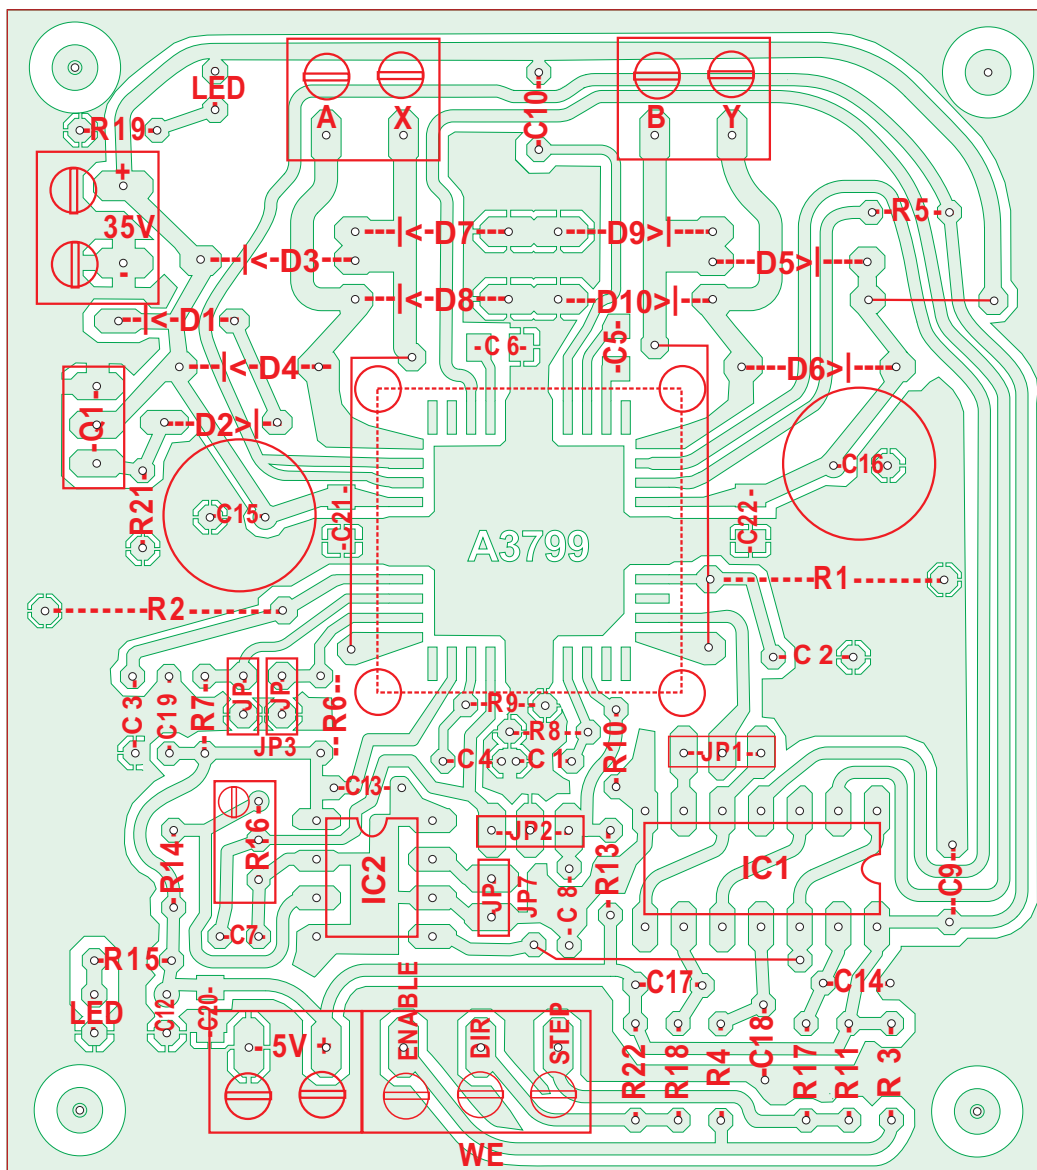 LED
A
X
C10
B
Y
R19
+
35V
-
R5
<-D7
D9>
<-D3
D5>
<-D8
D10>
<-D1
-C 6-
C5
<-D4
D6>
-Q1-
D2>
-C16
R21
C15
C21
C22
A3799
R2
R1
C 2
C 3
C19
R7
JP
JP
R6
R9
R8
R10
JP3
C4
C 1
JP1
C13
R16
JP2
R14
IC2
JP
JP7
C 8
R13
IC1
C9
C7
R15
LED
C12
C20
C17
C14
ENABLE
DIR
STEP
- 5V +
C18
R22
R18
R4
R17
R11
R 3
WE